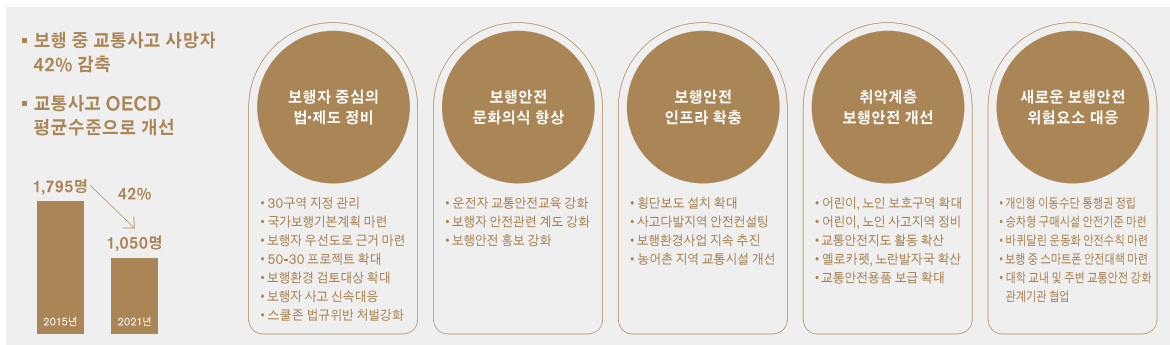 ▪ 보행 중 교통사고 사망자
42% 감축
▪ 교통사고 OECD
평균수준으로 개선
1,795명
42%
1,050명
2015년
2021년
보행자 중심의
법·제도 정비
• 30구역 지정 관리
• 국가보행기본계획 마련
• 보행자 우선도로 근거 마련
• 50-30 프로젝트 확대
• 보행환경 검토대상 확대
• 보행자 사고 신속대응
• 스쿨존 법규위반 처벌강화
보행안전
문화의식 향상
• 운전자 교통안전교육 강화
• 보행자 안전관련 계도 강화
• 보행안전 홍보 강화
보행안전
인프라 확충
• 횡단보도 설치 확대
• 사고다발지역 안전컨설팅
• 보행환경사업 지속 추진
• 농어촌 지역 교통시설 개선
취약계층
보행안전 개선
• 어린이, 노인 보호구역 확대
• 어린이, 노인 사고지역 정비
• 교통안전지도 활동 확산
• 옐로카펫, 노란발자국 확산
• 교통안전용품 보급 확대
새로운 보행안전
위험요소 대응
• 개인형 이동수단 통행권 정립
• 승차형 구매시설 안전기준 마련
• 바퀴달린 운동화 안전수칙 마련
• 보행 중 스마트폰 안전대책 마련
• 대학 교내 및 주변 교통안전 강화
관계기관 협업